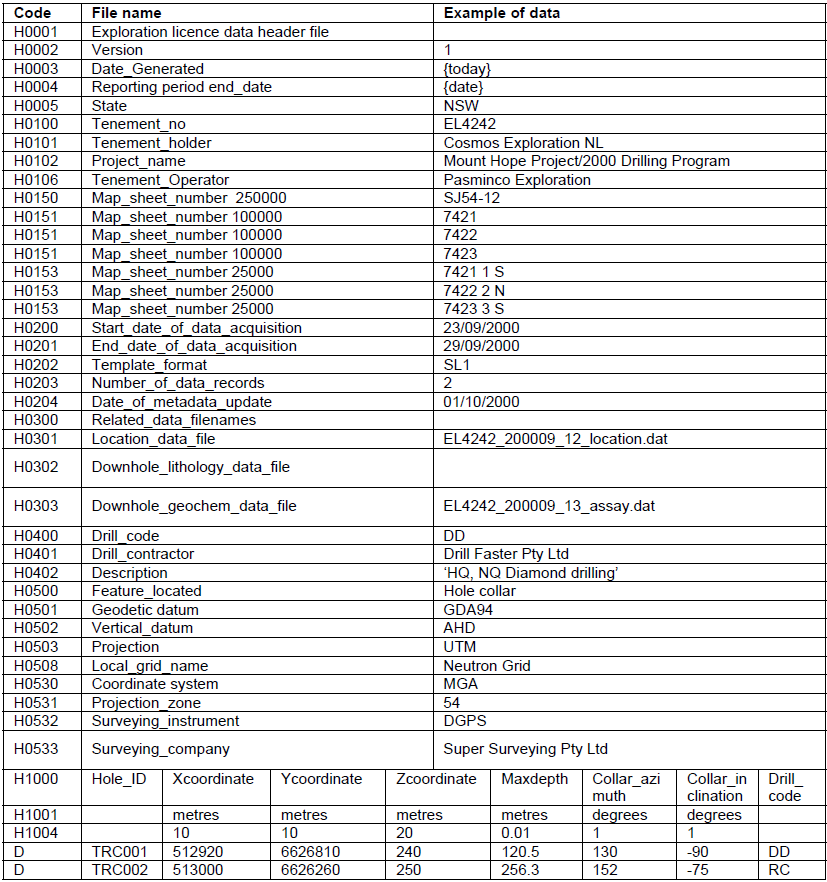 Code File name Example of data
H0001 Exploration licence data header file
H0002 Version 1
H0003 Date_Generated {today}
H0004 Reporting period end_date {date}
H0005 State NSW
H0100 Tenement_no EL4242
H0101 Tenement_holder Cosmos Exploration NL
H0102 Project_name Mount Hope Project/2000 Drilling Program
H0106 Tenement_Operator Pasminco Exploration
H0150 Map_sheet_number 250000 SJ54-12
H0151 Map_sheet_number 100000 7421
H0151 Map_sheet_number 100000 7422
H0151 Map_sheet_number 100000 7423
H0153 Map_sheet_number 25000 7421 1 S
H0153 Map_sheet_number 25000 7422 2 N
H0153 Map_sheet_number 25000 7423 3 S
H0200 Start_date_of_data_acquisition 23/09/2000
H0201 End_date_of_data_acquisition 29/09/2000
H0202 Template_format SL1
H0203 Number_of_data_records 2
H0204 Date_of_metadata_update 01/10/2000
H0300 Related_data_filenames
H0301 Location_data_file EL4242_200009_12_location.dat
H0302 Downhole_lithology_data_file
H0303 Downhole_geochem_data_file EL4242_200009_13_assay.dat
H0400 Drill_code DD
H0401 Drill_contractor Drill Faster Pty Ltd
H0402 Description ‘HQ, NQ Diamond drilling’
H0500 Feature_located Hole collar
H0501 Geodetic datum GDA94
H0502 Vertical_datum AHD
H0503 Projection UTM
H0508 Local_grid_name Neutron Grid
H0530 Coordinate system MGA
H0531 Projection_zone 54
H0532 Surveying_instrument DGPS
H0533 Surveying_company Super Surveying Pty Ltd
H1000 Hole_ID Xcoordinate Ycoordinate Zcoordinate Maxdepth Collar_azi Collar_in Drill_
muth clination code
H1001 metres metres metres metres degrees degrees
H1004 10 10 20 0.01 1 1
D TRC001 512920 6626810 240 120.5 130 -90 DD
D TRC002 513000 6626260 250 256.3 152 -75 RC